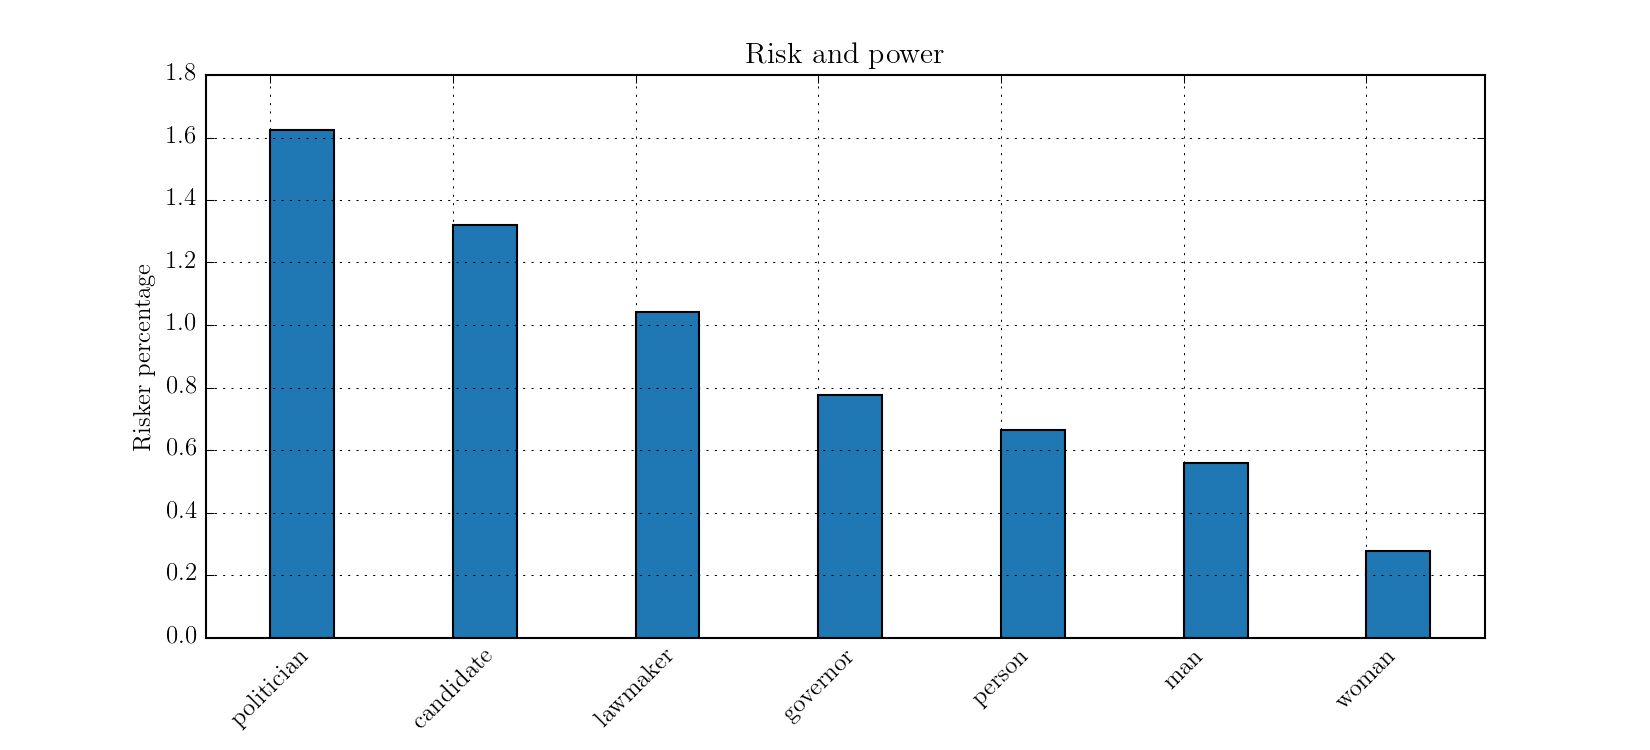 Risk and power
1.8
1.6
1.4
1.2
1.0
0.8
0.6
0.4
0.2
0.0
Risker percentage
politician
candidate
lawmaker
governor
person
man
woman